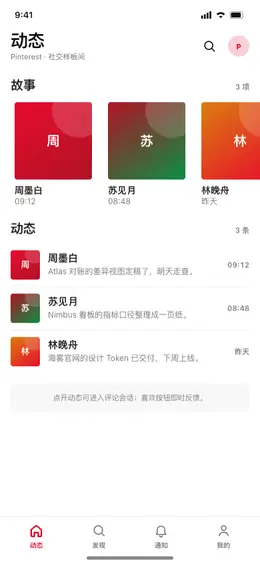 9:41
动态
Pinterest · 社交样板间
P
故事
3 项
周
苏
林
周墨白
苏见月
林晚舟
09:12
08:48
昨天
动态
3 条
周
周墨白
Atlas 对账的差异视图定稿了，明天走查。
09:12
苏
苏见月
Nimbus 看板的指标口径整理成一页纸。
08:48
林
林晚舟
海雾官网的设计 Token 已交付，下周上线。
昨天
点开动态可进入评论会话；喜欢按钮即时反馈。
动态
发现
通知
我的